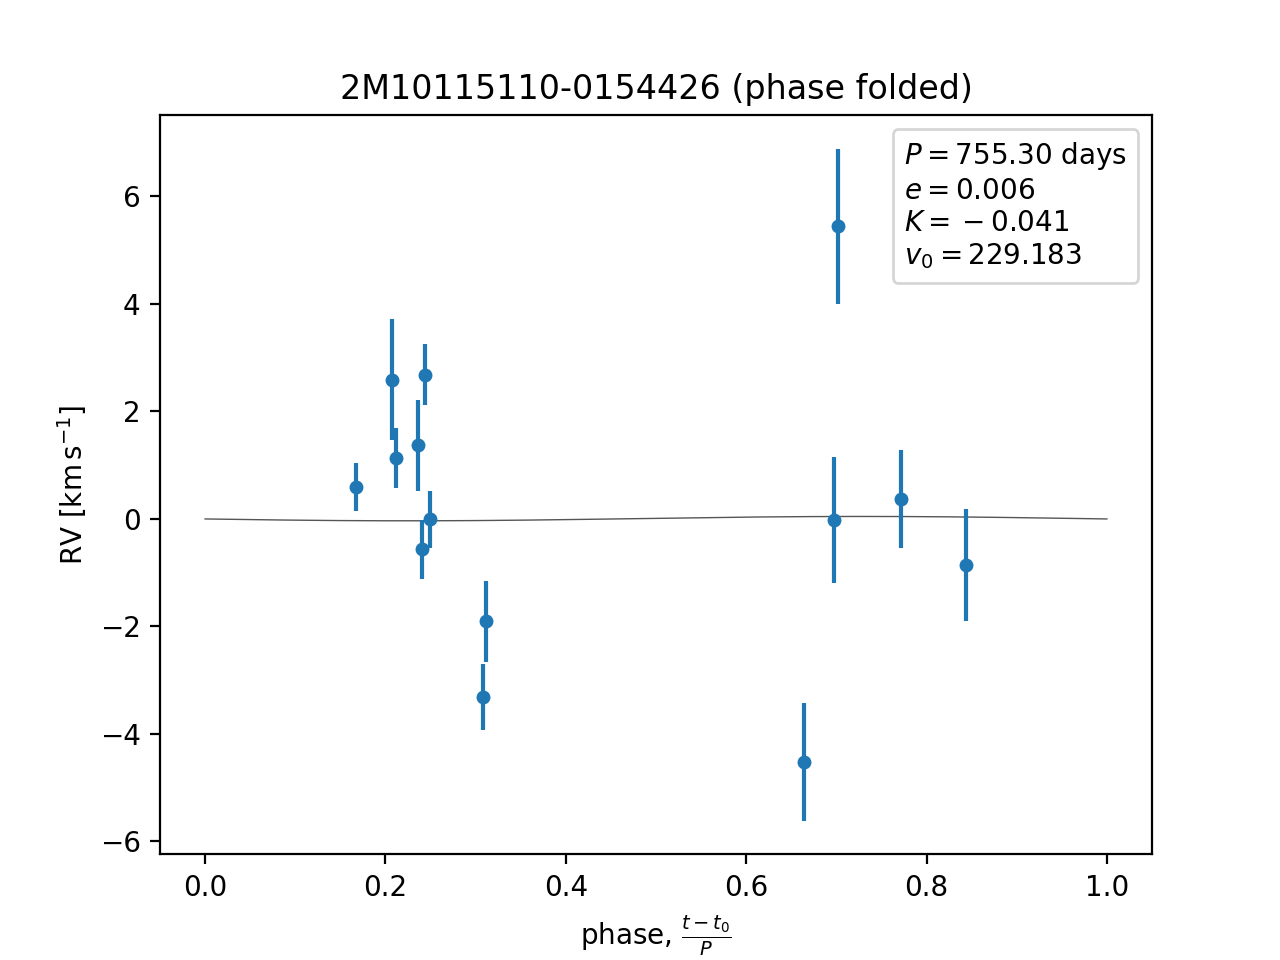 2M10115110-0154426 (phase folded)
P = 755.30 days
e = 0.006
K = −0.041
v₀ = 229.183
6
4
2
0
−2
−4
−6
RV [km s⁻¹]
0.0 0.2 0.4 0.6 0.8 1.0
phase, (t − t₀)/P